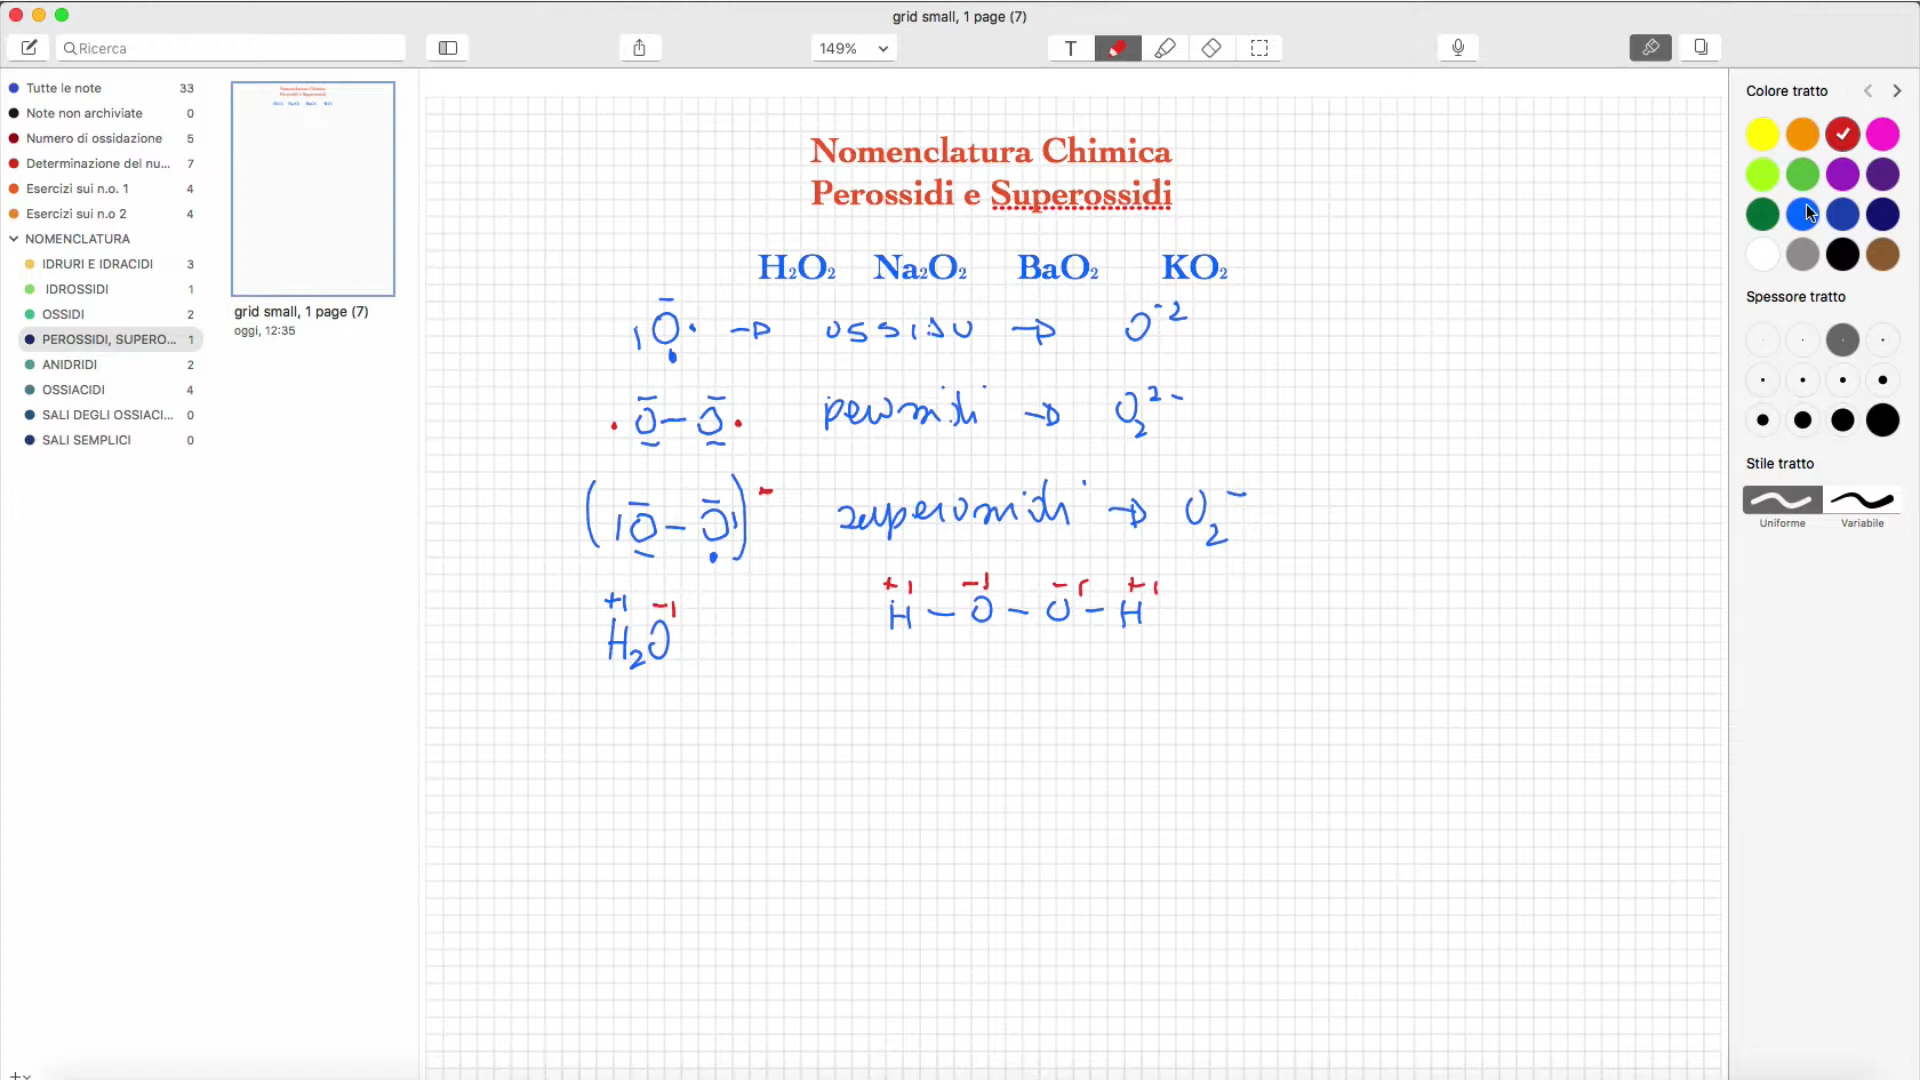 grid small, 1 page (7)
Ricerca
149%
T
Tutte le note 33
Note non archiviate 0
Numero di ossidazione 5
Determinazione del nu... 7
Esercizi sui n.o. 1 4
Esercizi sui n.o 2 4
NOMENCLATURA
IDRURI E IDRACIDI 3
IDROSSIDI 1
OSSIDI 2
PEROSSIDI, SUPERO... 1
ANIDRIDI 2
OSSIACIDI 4
SALI DEGLI OSSIACI... 0
SALI SEMPLICI 0
grid small, 1 page (7)
oggi, 12:35
Nomenclatura Chimica
Perossidi e Superossidi
H₂O₂ Na₂O₂ BaO₂ KO₂
O → OSSIDO → O⁻²
O – O perossidi → O₂²⁻
(O – O)⁻ superossidi → O₂⁻
+1 -1 -1 +1
H – O – O – H
+1 -1
H₂O
Colore tratto
Spessore tratto
Stile tratto
Uniforme Variabile